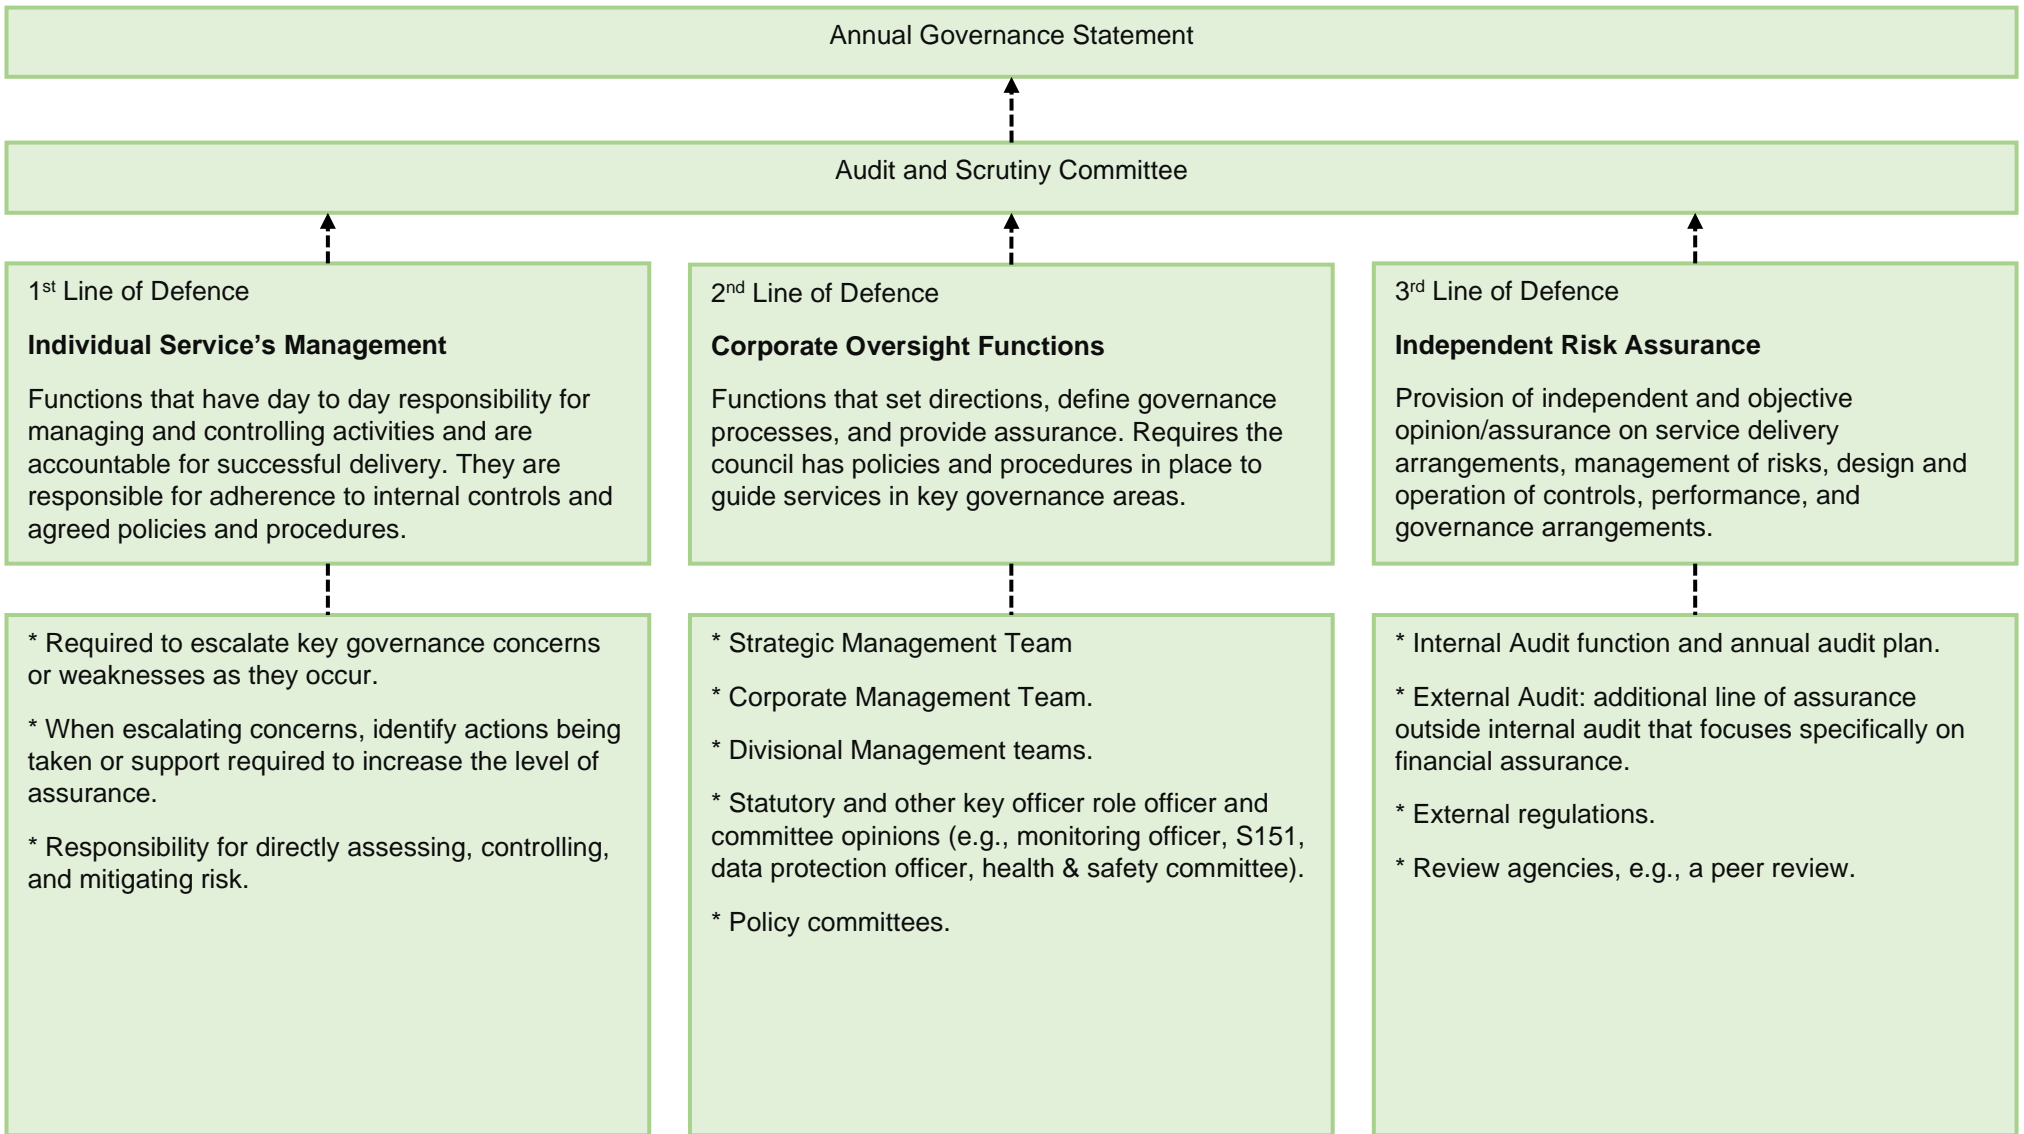 Annual Governance Statement
Audit and Scrutiny Committee
1st Line of Defence
Individual Service’s Management
Functions that have day to day responsibility for
managing and controlling activities and are
accountable for successful delivery. They are
responsible for adherence to internal controls and
agreed policies and procedures.
* Required to escalate key governance concerns
or weaknesses as they occur.
* When escalating concerns, identify actions being
taken or support required to increase the level of
assurance.
* Responsibility for directly assessing, controlling,
and mitigating risk.
2nd Line of Defence
Corporate Oversight Functions
Functions that set directions, define governance
processes, and provide assurance. Requires the
council has policies and procedures in place to
guide services in key governance areas.
* Strategic Management Team
* Corporate Management Team.
* Divisional Management teams.
* Statutory and other key officer role officer and
committee opinions (e.g., monitoring officer, S151,
data protection officer, health & safety committee).
* Policy committees.
3rd Line of Defence
Independent Risk Assurance
Provision of independent and objective
opinion/assurance on service delivery
arrangements, management of risks, design and
operation of controls, performance, and
governance arrangements.
* Internal Audit function and annual audit plan.
* External Audit: additional line of assurance
outside internal audit that focuses specifically on
financial assurance.
* External regulations.
* Review agencies, e.g., a peer review.